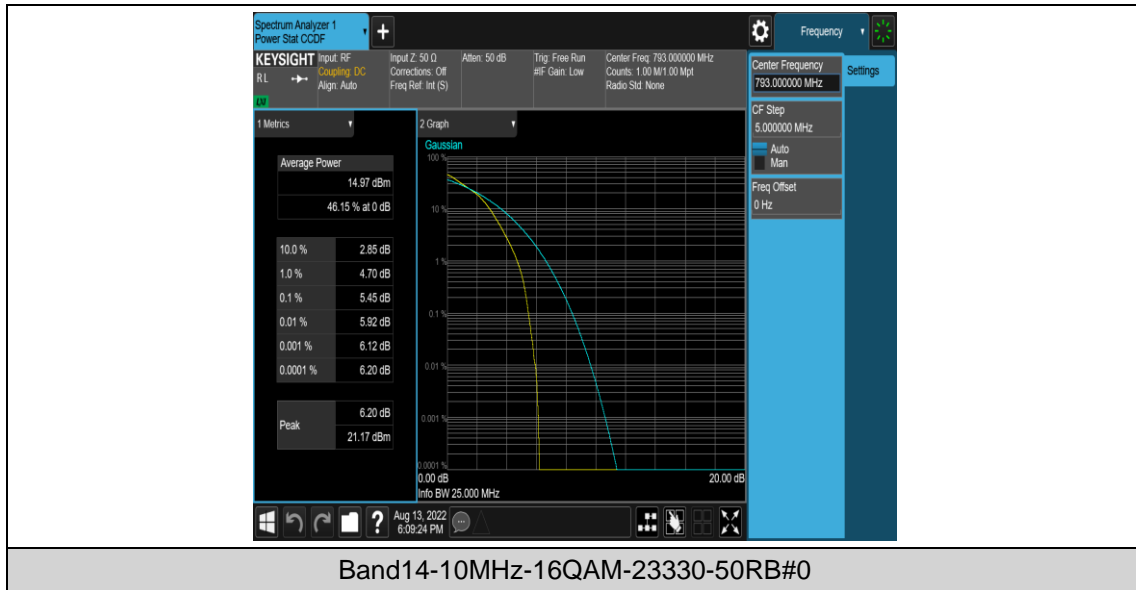 Spectrum Analyzer 1
Power Stat CCDF
+
Frequency
KEYSIGHT
Input: RF
Coupling: DC
Align: Auto
RL
Input Z: 50 Ω
Corrections: Off
Freq Ref: Int (S)
Atten: 50 dB
Trig: Free Run
#IF Gain: Low
Center Freq: 793.000000 MHz
Counts: 1.00 M/1.00 Mpt
Radio Std: None
Center Frequency
793.000000 MHz
Settings
CF Step
5.000000 MHz
Auto
Man
Freq Offset
0 Hz
1 Metrics
Average Power
14.97 dBm
46.15 % at 0 dB
10.0 % 2.85 dB
1.0 % 4.70 dB
0.1 % 5.45 dB
0.01 % 5.92 dB
0.001 % 6.12 dB
0.0001 % 6.20 dB
Peak
6.20 dB
21.17 dBm
2 Graph
Gaussian
100 %
10 %
1 %
0.1 %
0.01 %
0.001 %
0.0001 %
0.00 dB
20.00 dB
Info BW 25.000 MHz
?
Aug 13, 2022
6:09:24 PM
Band14-10MHz-16QAM-23330-50RB#0